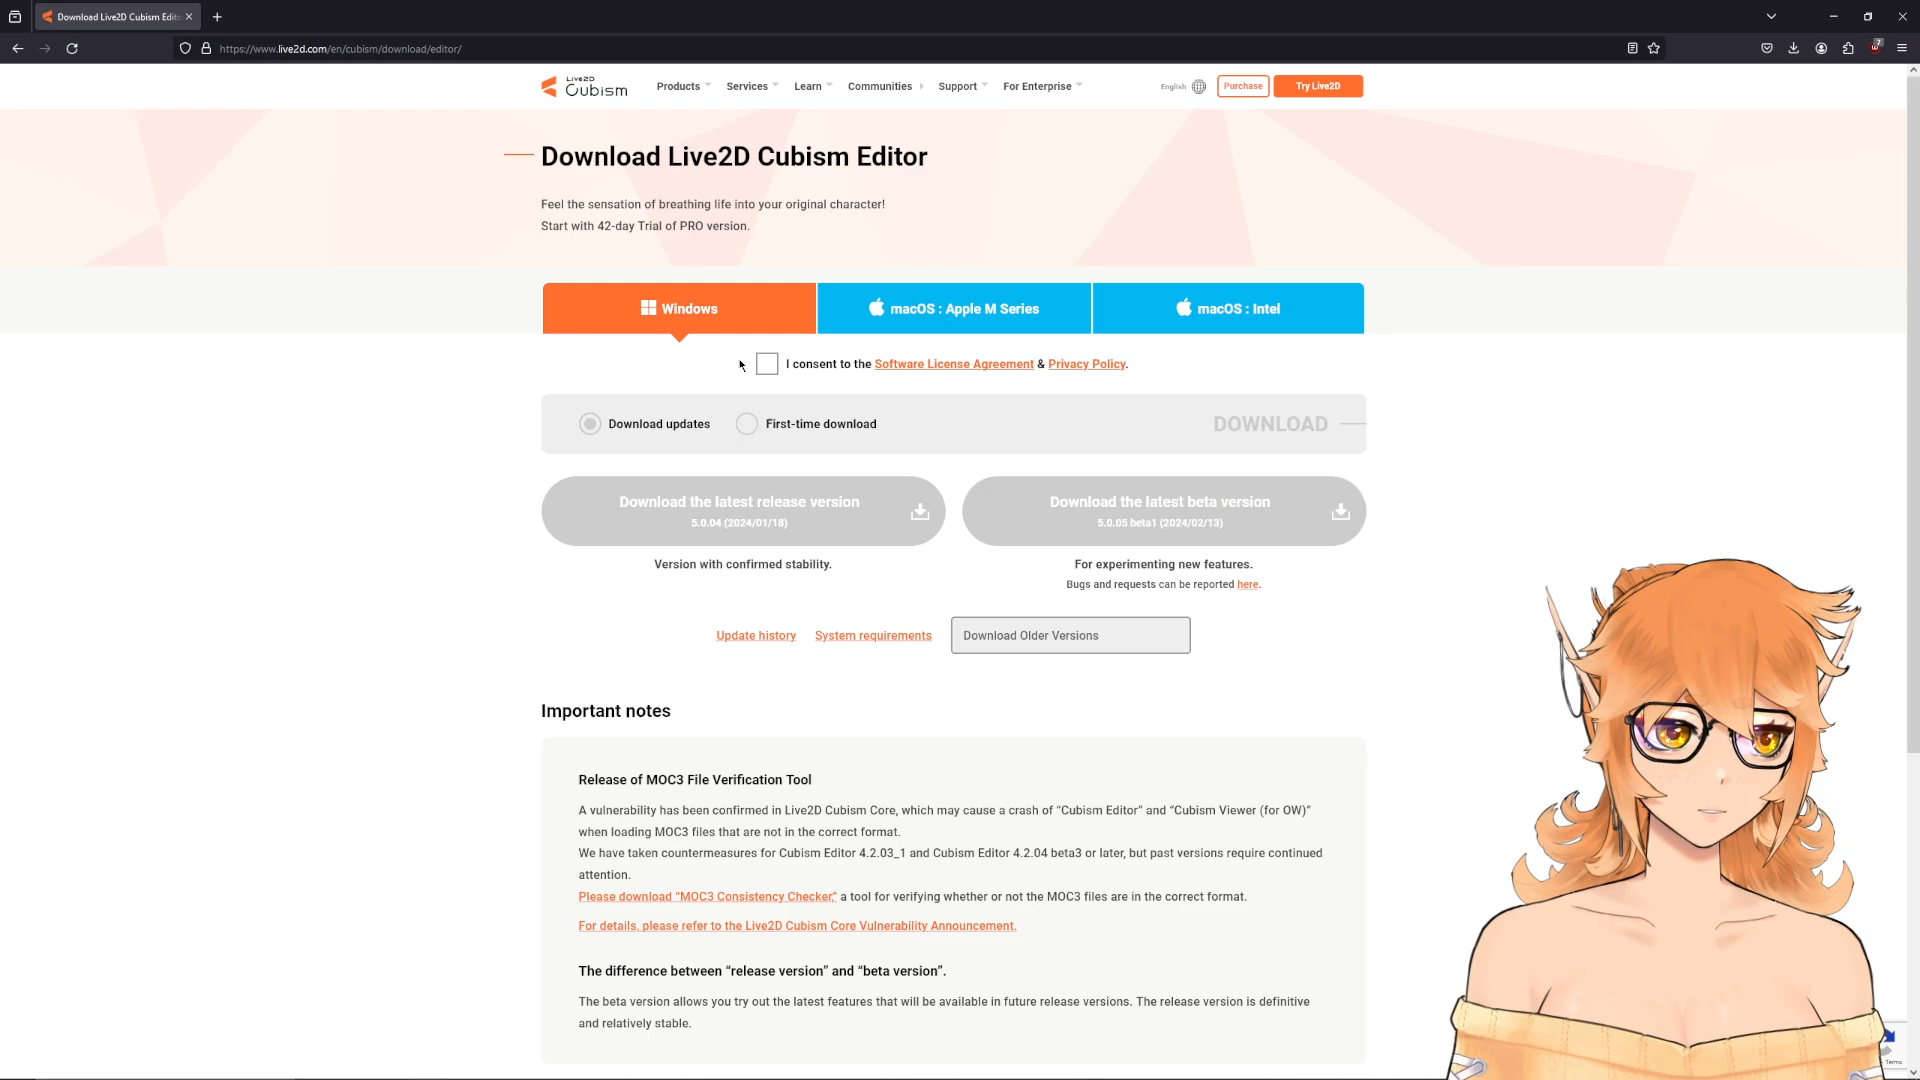 Download Live2D Cubism Edito
https://www.live2d.com/en/cubism/download/editor/
7
Live2D
Cubism
Products
Services
Learn
Communities
Support
For Enterprise
English
Purchase
Try Live2D
Download Live2D Cubism Editor
Feel the sensation of breathing life into your original character!
Start with 42-day Trial of PRO version.
Windows
macOS : Apple M Series
macOS : Intel
I consent to the Software License Agreement & Privacy Policy.
Download updates
First-time download
DOWNLOAD
Download the latest release version
5.0.04 (2024/01/18)
Download the latest beta version
5.0.05 beta1 (2024/02/13)
Version with confirmed stability.
For experimenting new features.
Bugs and requests can be reported here.
Update history
System requirements
Download Older Versions
Important notes
Release of MOC3 File Verification Tool
A vulnerability has been confirmed in Live2D Cubism Core, which may cause a crash of “Cubism Editor” and “Cubism Viewer (for OW)”
when loading MOC3 files that are not in the correct format.
We have taken countermeasures for Cubism Editor 4.2.03_1 and Cubism Editor 4.2.04 beta3 or later, but past versions require continued
attention.
Please download “MOC3 Consistency Checker,” a tool for verifying whether or not the MOC3 files are in the correct format.
For details, please refer to the Live2D Cubism Core Vulnerability Announcement.
The difference between “release version” and “beta version”.
The beta version allows you try out the latest features that will be available in future release versions. The release version is definitive
and relatively stable.
Terms